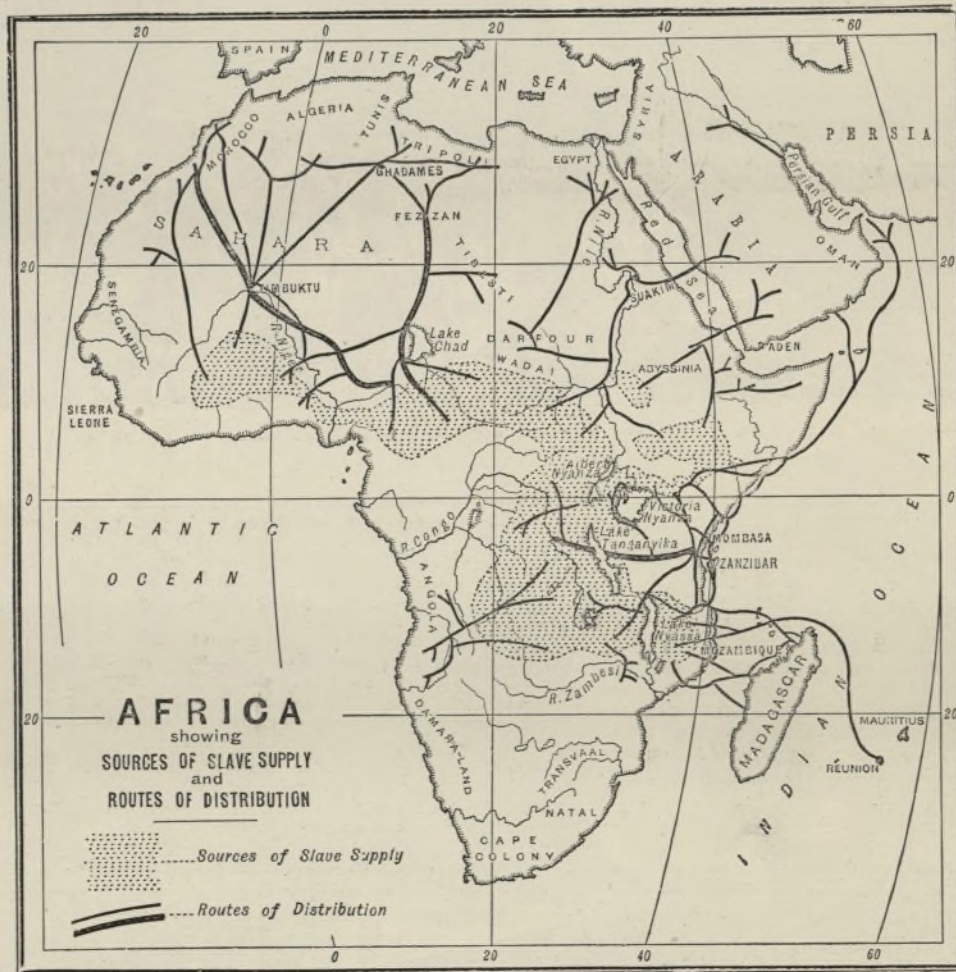 20
0
20
40
60
SPAIN
MEDITERRANEAN SEA
SYRIA
PERSIA
ALGERIA
TUNIS
MOROCCO
TRIPOLI
GHADAMES
EGYPT
ARABIA
Persian Gulf
FEZIZAN
SAHARA
R.Nile
Red Sea
OMAN
20
20
TIBESTI
SUAKIM
TIMBUKTU
SENEGAMBIA
R.Niger
Lake
Chad
DARFOUR
WADAI
ABYSSINIA
ADEN
SIERRA
LEONE
Albert
Nyanza
0
0
Victoria
Nyanza
ATLANTIC
OCEAN
R.Congo
Lake
Tanganyika
MOMBASA
ZANZIBAR
ANGOLA
Lake
Nyassa
MOZAMBIQUE
R.Zambesi
MADAGASCAR
INDIAN
OCEAN
MAURITIUS
RÉUNION
20
20
DAMARA-LAND
TRANSVAAL
NATAL
CAPE
COLONY
AFRICA
showing
SOURCES OF SLAVE SUPPLY
and
ROUTES OF DISTRIBUTION
Sources of Slave Supply
Routes of Distribution
0
20
40
60